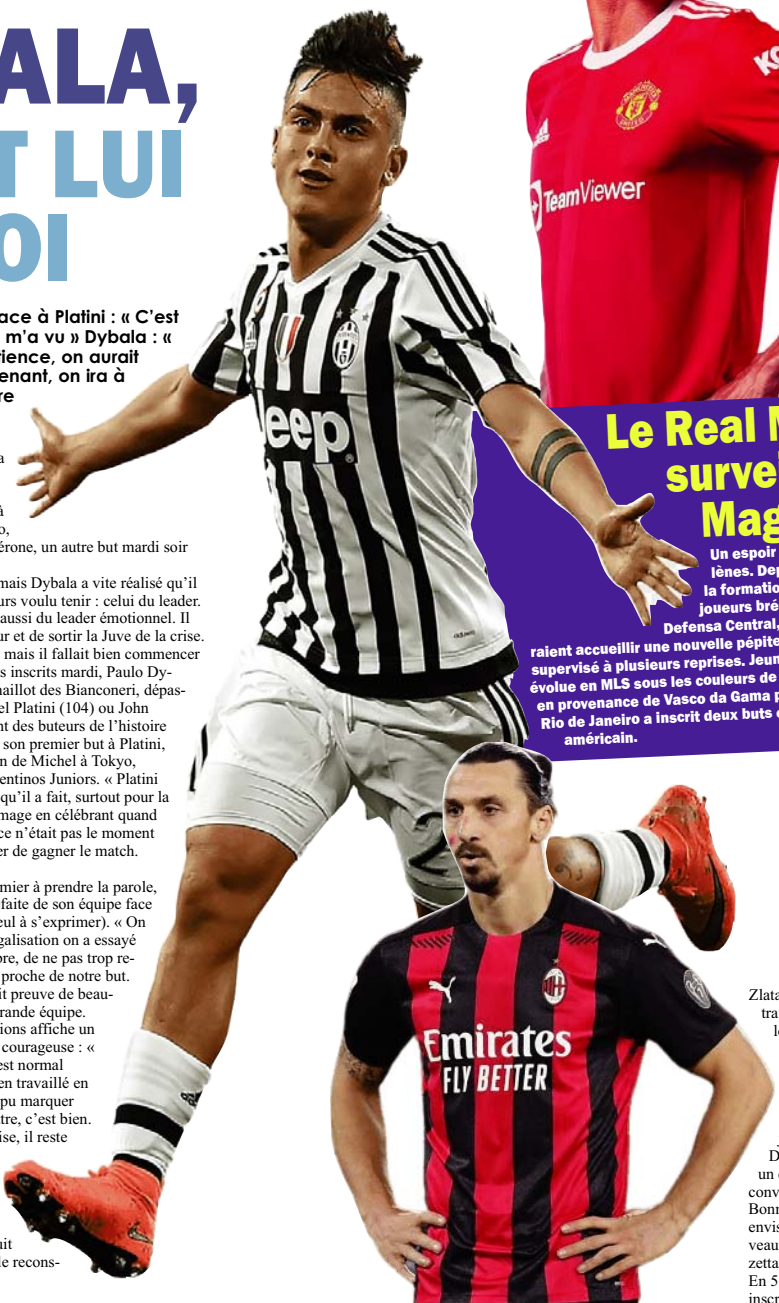 ALA,
T LUI
OI
ace à Platini : « C’est
m’a vu » Dybala : «
rience, on aurait
enant, on ira à
re
a
à
o,
érone, un autre but mardi soir
mais Dybala a vite réalisé qu’il
urs voulu tenir : celui du leader.
aussi du leader émotionnel. Il
ur et de sortir la Juve de la crise.
mais il fallait bien commencer
s inscrits mardi, Paulo Dy-
naillot des Bianconeri, dépas-
el Platini (104) ou John
nt des buteurs de l’histoire
son premier but à Platini,
n de Michel à Tokyo,
entinos Juniors. « Platini
qu’il a fait, surtout pour la
mage en célébrant quand
ce n’était pas le moment
er de gagner le match.
mier à prendre la parole,
faite de son équipe face
eul à s’exprimer). « On
galisation on a essayé
bre, de ne pas trop re-
proche de notre but.
it preuve de beau-
rande équipe.
ions affiche un
courageuse : «
est normal
en travaillé en
pu marquer
tre, c’est bien.
ise, il reste
uit
le recons-
Jeep
2
KO
MANCHESTER
UNITED
adidas
TeamViewer
Le Real M
surve
Mag
Un espoir
lènes. Dep
la formatio
joueurs bré
Defensa Central,
raient accueillir une nouvelle pépite
supervisé à plusieurs reprises. Jeun
évolue en MLS sous les couleurs de
en provenance de Vasco da Gama p
Rio de Janeiro a inscrit deux buts
américain.
Emirates
FLY BETTER
Zlata
tra
l
D
un
conv
Bonn
envis
veau
zetta
En 5
inscr